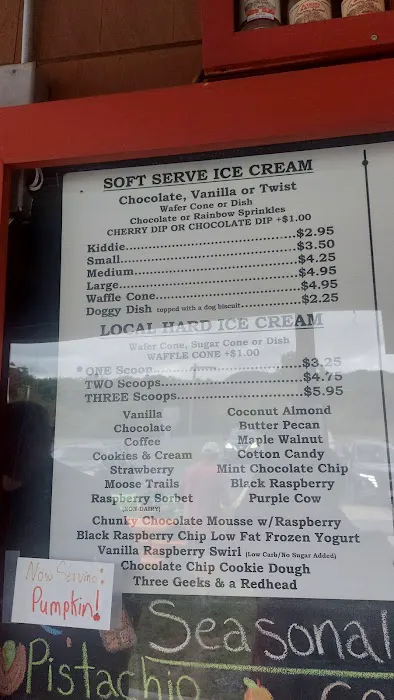 SOFT SERVE ICE CREAM
Chocolate, Vanilla or Twist
Wafer Cone or Dish
Chocolate or Rainbow Sprinkles
CHERRY DIP OR CHOCOLATE DIP +$1.00
Kiddie..............................$2.95
Small..............................$3.50
Medium..............................$4.25
Large..............................$4.95
Waffle Cone..............................$4.95
Doggy Dish topped with a dog biscuit..............................$2.25
LOCAL HARD ICE CREAM
Wafer Cone, Sugar Cone or Dish
WAFFLE CONE +$1.00
*ONE Scoop..............................$3.25
TWO Scoops..............................$4.75
THREE Scoops..............................$5.95
Vanilla
Chocolate
Coffee
Cookies & Cream
Strawberry
Moose Trails
Raspberry Sorbet
(NON-DAIRY)
Coconut Almond
Butter Pecan
Maple Walnut
Cotton Candy
Mint Chocolate Chip
Black Raspberry
Purple Cow
Chunky Chocolate Mousse w/Raspberry
Black Raspberry Chip Low Fat Frozen Yogurt
Vanilla Raspberry Swirl (Low Carb/No Sugar Added)
Chocolate Chip Cookie Dough
Three Geeks & a Redhead
Now Serving:
Pumpkin!
Seasonal
Pistachio